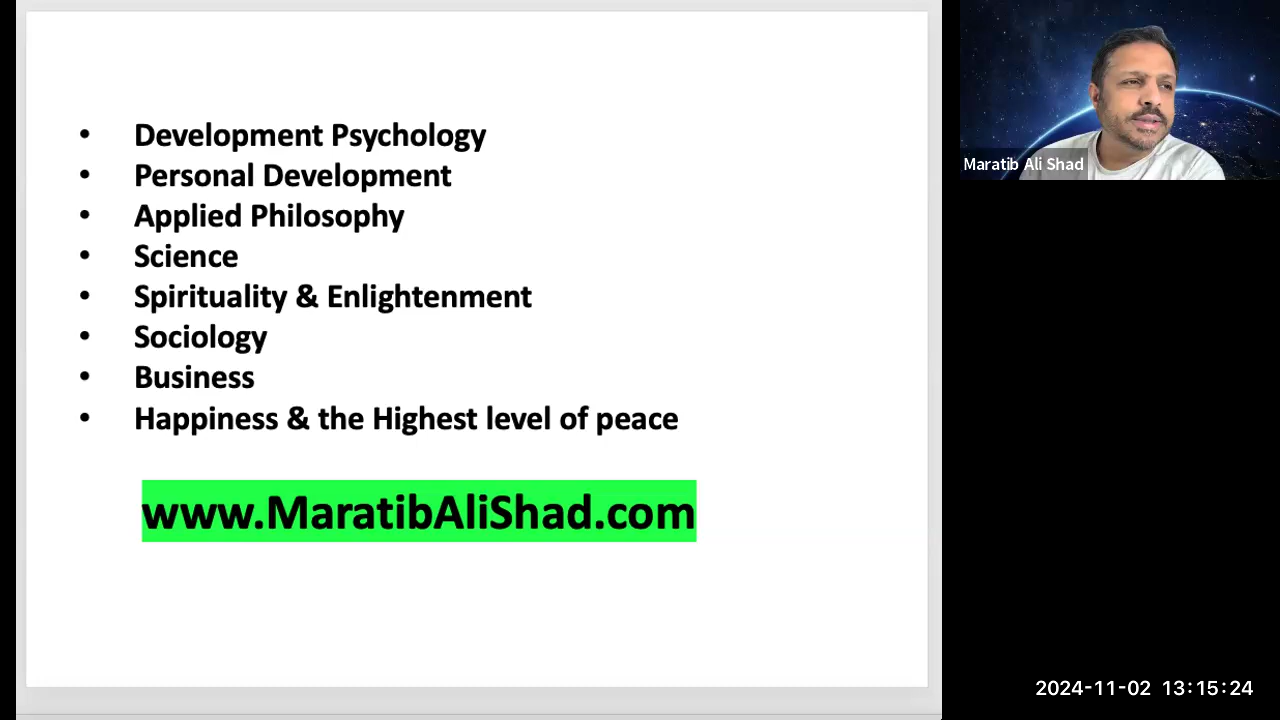 • Development Psychology
• Personal Development
• Applied Philosophy
• Science
• Spirituality & Enlightenment
• Sociology
• Business
• Happiness & the Highest level of peace
www.MaratibAliShad.com
Maratib Ali Shad
2024-11-02 13:15:24